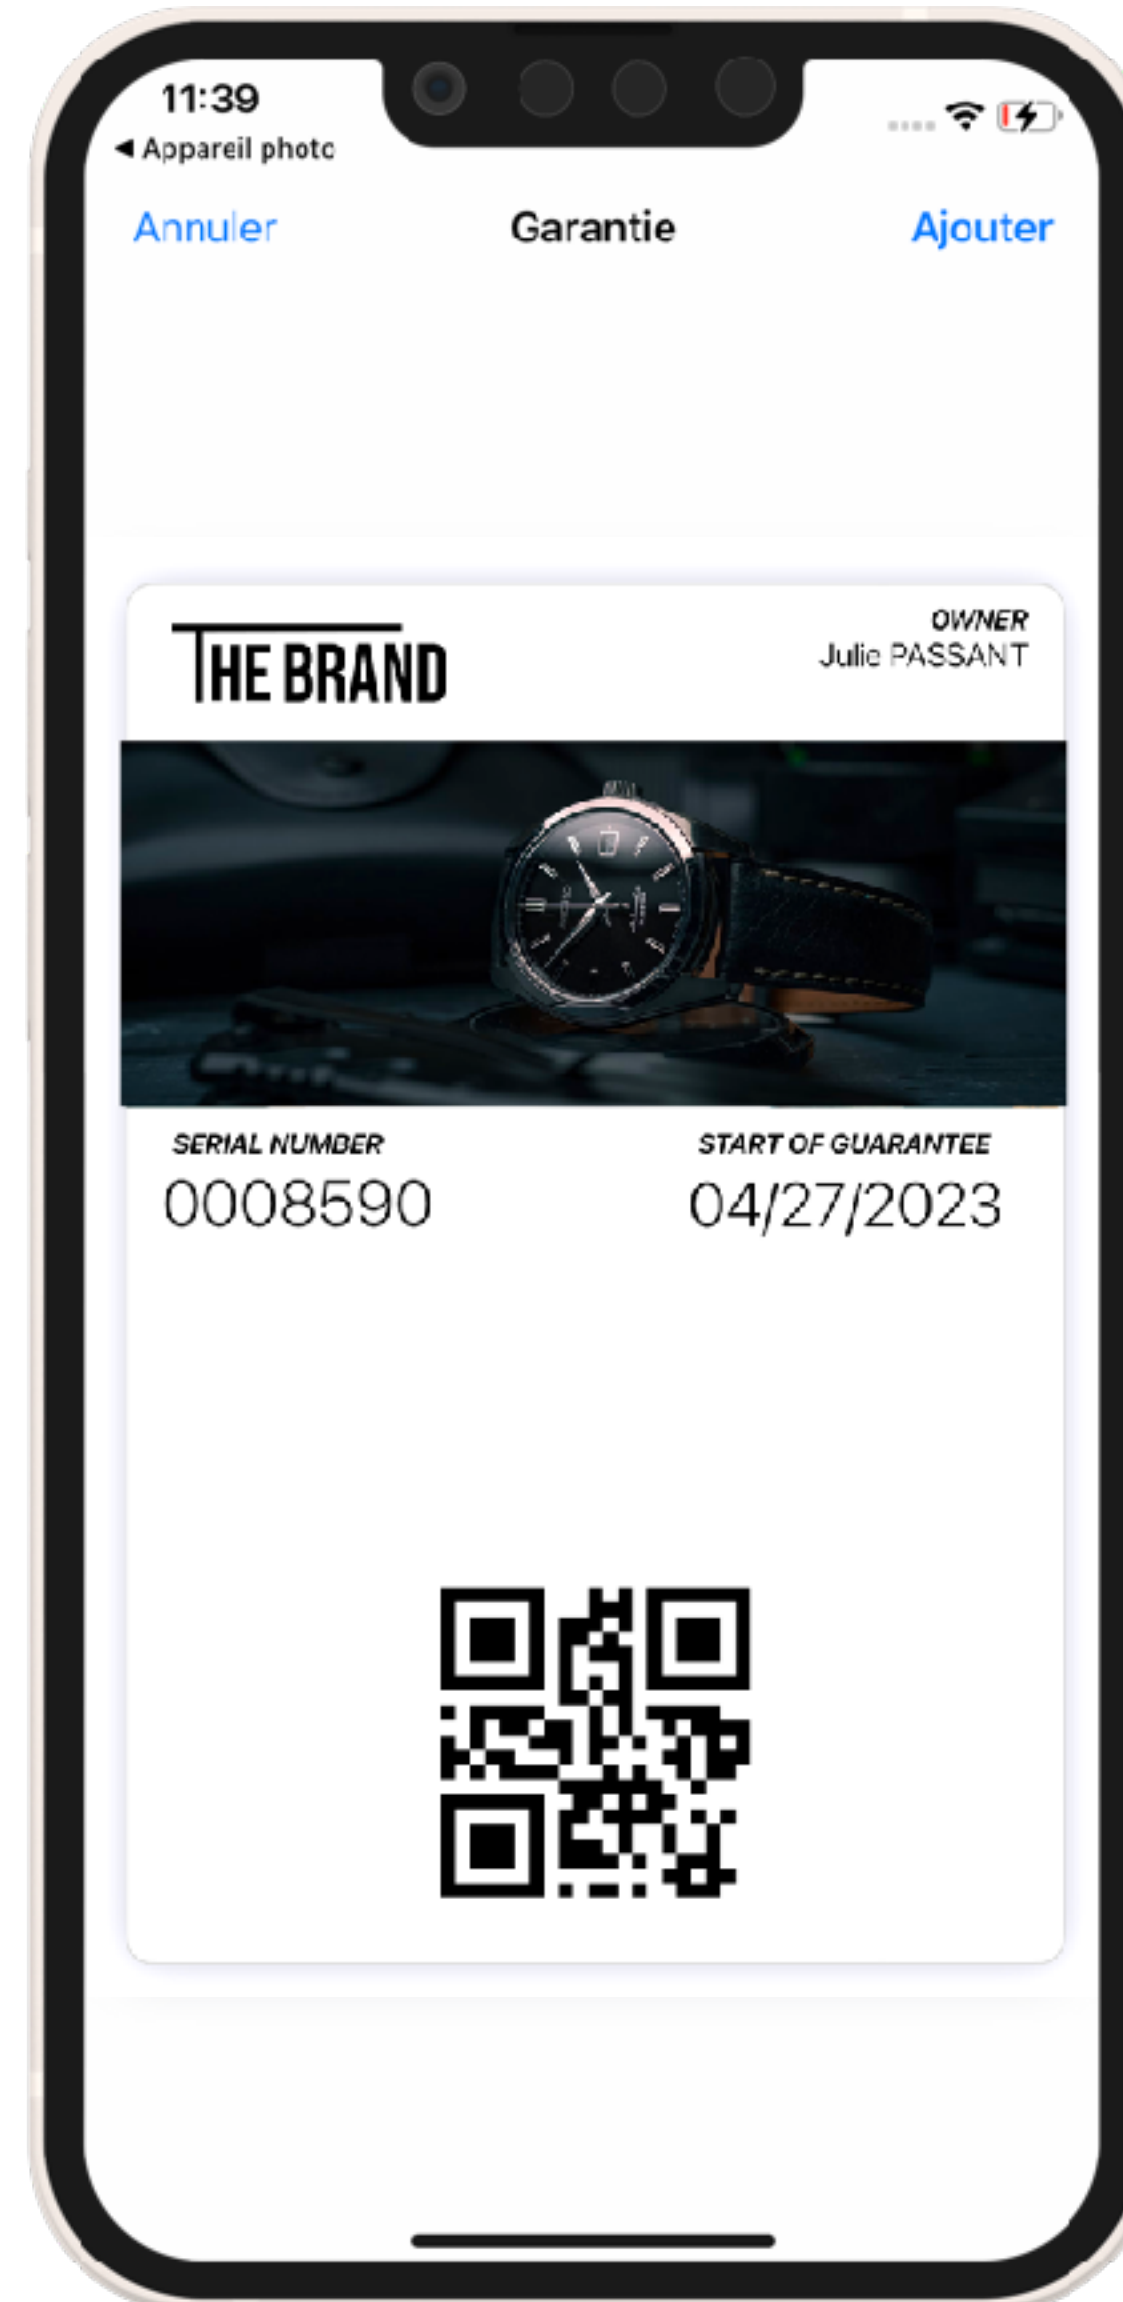 11:39
◀ Appareil photo
Annuler
Garantie
Ajouter
THE BRAND
OWNER
Julie PASSANT
SERIAL NUMBER
0008590
START OF GUARANTEE
04/27/2023